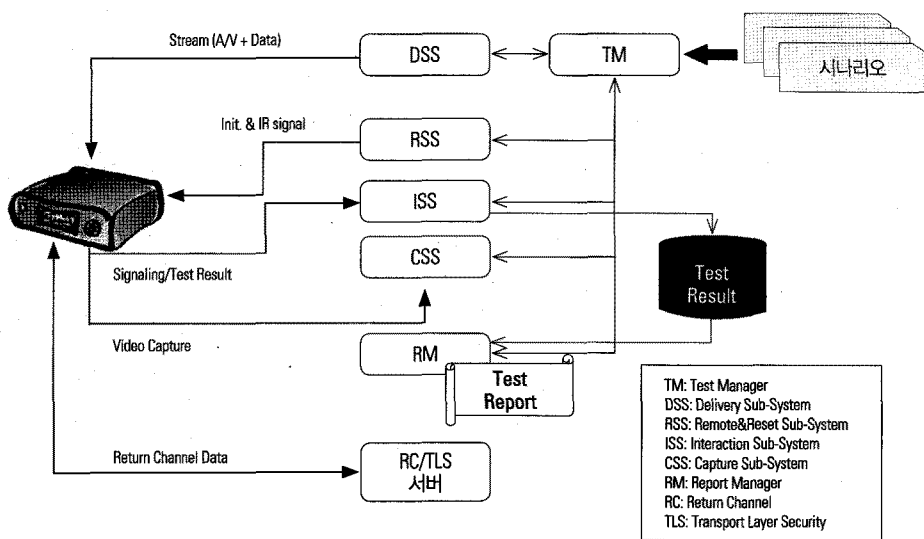 Stream (A/V + Data)
DSS
TM
시나리오
Init. & IR signal
RSS
ISS
CSS
Signaling/Test Result
Test
Result
Video Capture
RM
Test
Report
Return Channel Data
RC/TLS
서버
TM: Test Manager
DSS: Delivery Sub-System
RSS: Remote&Reset Sub-System
ISS: Interaction Sub-System
CSS: Capture Sub-System
RM: Report Manager
RC: Return Channel
TLS: Transport Layer Security